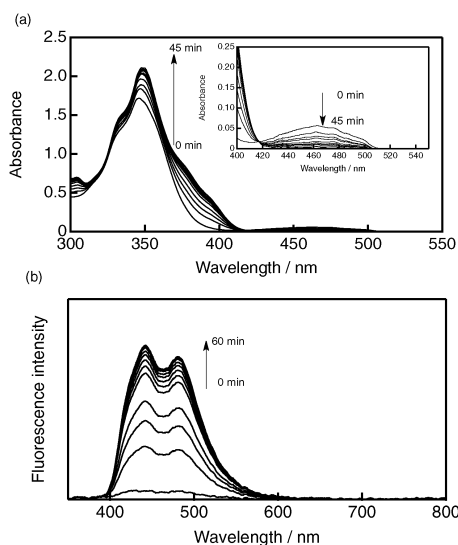 (a)
2.5
2.0
1.5
1.0
0.5
0
Absorbance
45 min
0 min
0.25
0.2
0.15
0.1
0.05
0
Absorbance
0 min
45 min
400 420 440 460 480 500 520 540
Wavelength / nm
300 350 400 450 500 550
Wavelength / nm
(b)
Fluorescence intensity
60 min
0 min
400 500 600 700 800
Wavelength / nm